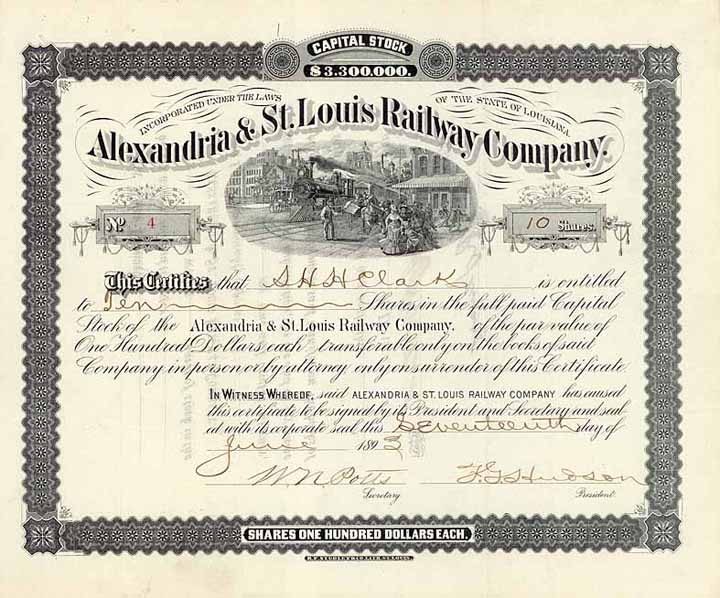 CAPITAL STOCK
$3.300.000.
INCORPORATED UNDER THE LAWS OF THE STATE OF LOUISIANA.
Alexandria & St. Louis Railway Company.
No 4
10 Shares.
This Certifies that S H H Clark is entitled
to Ten Shares in the full paid Capital
Stock of the Alexandria & St. Louis Railway Company, of the par value of
One Hundred Dollars each transferable only on the books of said
Company in person or by attorney only on surrender of this Certificate.
In Witness Whereof, said ALEXANDRIA & ST. LOUIS RAILWAY COMPANY has caused
this certificate to be signed by its President and Secretary and seal
ed with its corporate seal this Seventeenth day of
June 1893
W N Potts F. G. Hudson
Secretary President.
SHARES ONE HUNDRED DOLLARS EACH.
R.P. STUDLEY & CO. LITH. ST. LOUIS.